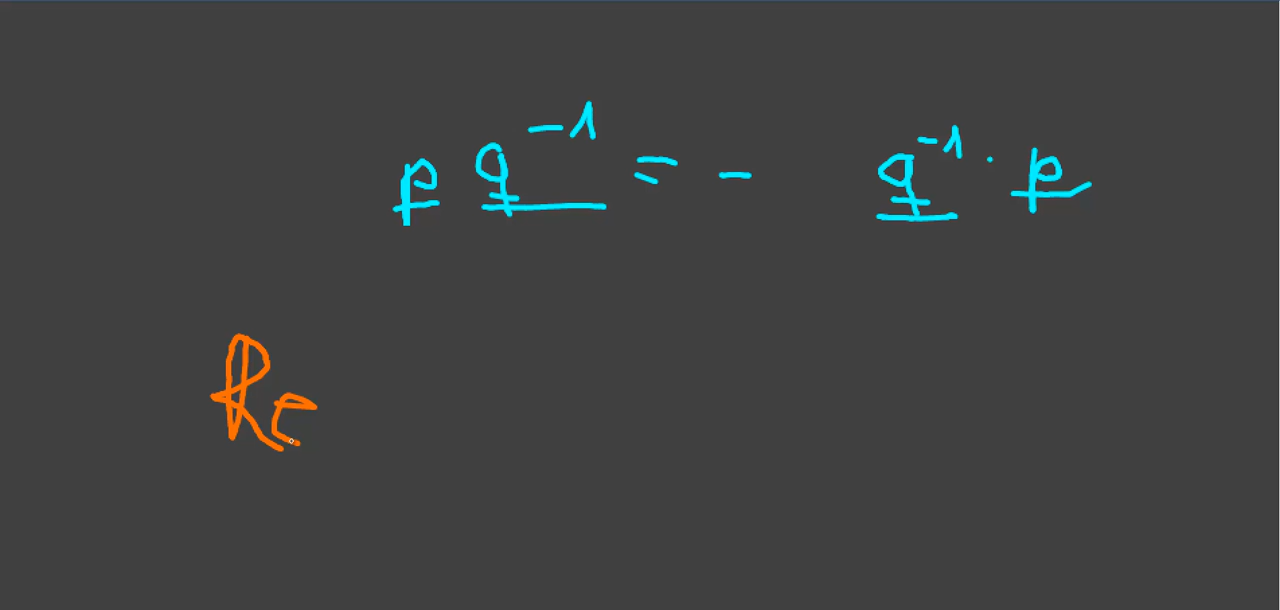 p q⁻¹ = - q⁻¹ · p
Re